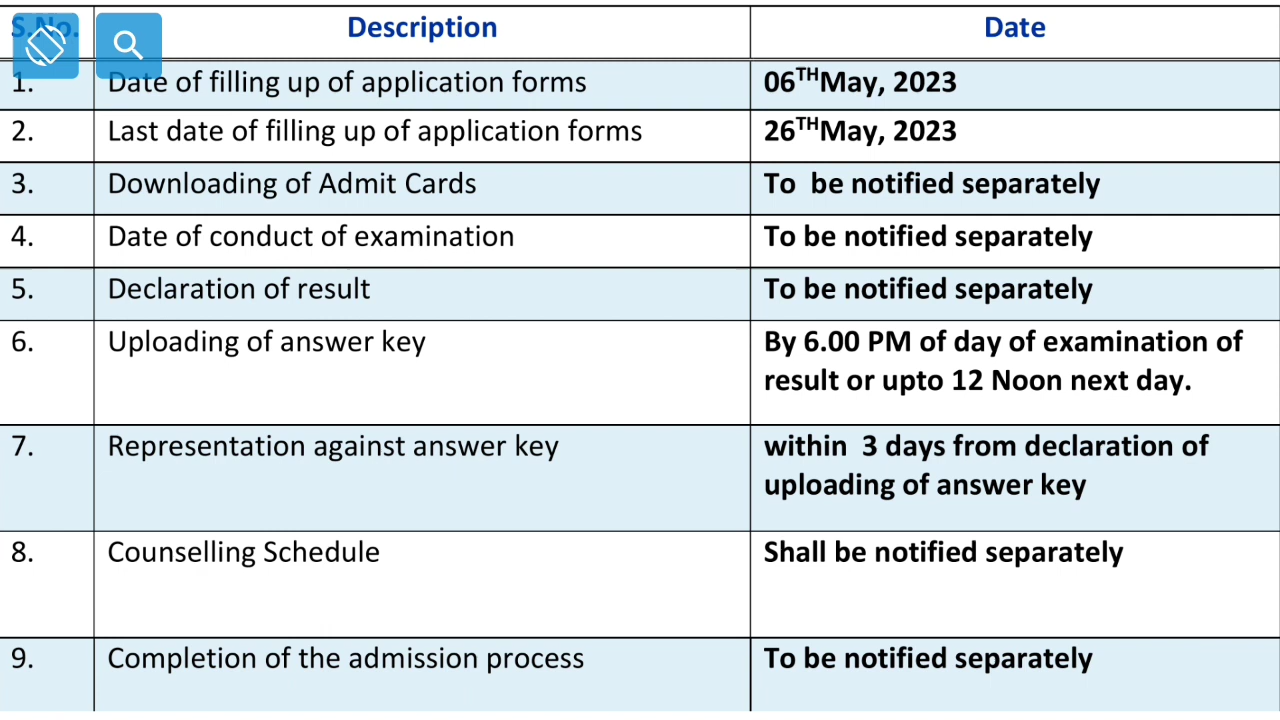 S.No. Description Date
1. Date of filling up of application forms 06THMay, 2023
2. Last date of filling up of application forms 26THMay, 2023
3. Downloading of Admit Cards To  be notified separately
4. Date of conduct of examination To be notified separately
5. Declaration of result To be notified separately
6. Uploading of answer key By 6.00 PM of day of examination of
result or upto 12 Noon next day.
7. Representation against answer key within  3 days from declaration of
uploading of answer key
8. Counselling Schedule Shall be notified separately
9. Completion of the admission process To be notified separately